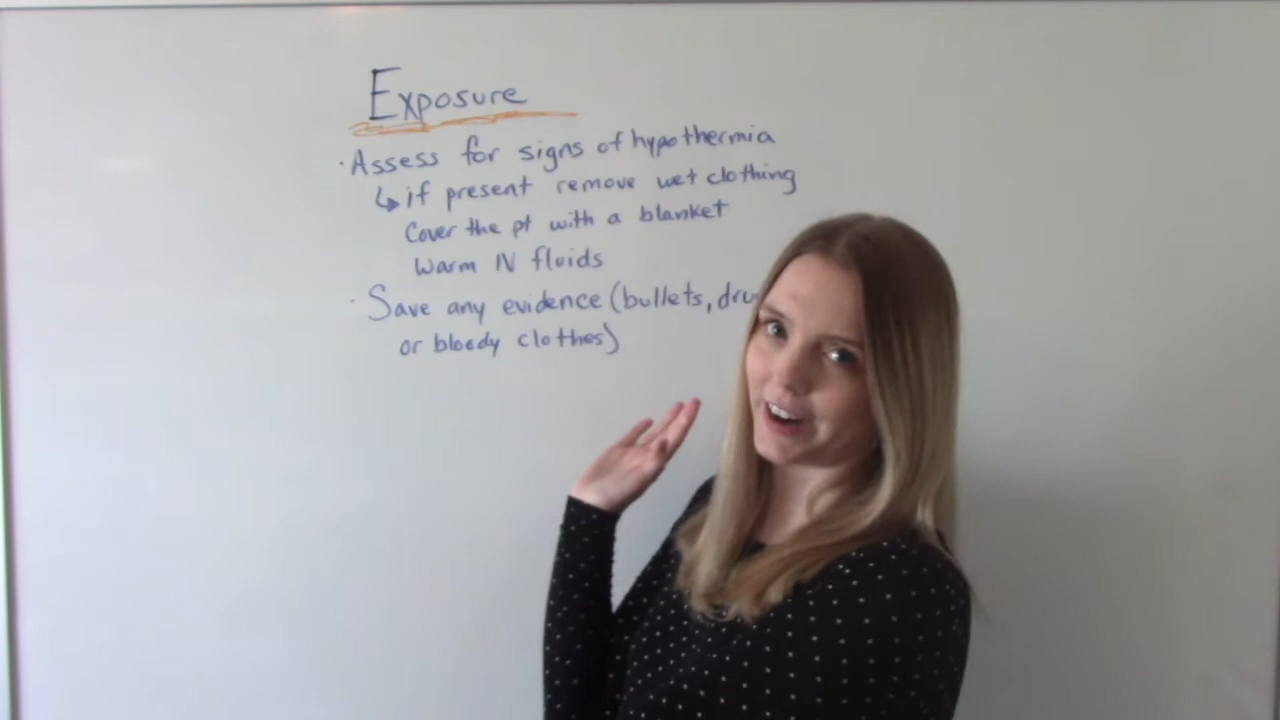 Exposure
· Assess for signs of hypothermia
↳ if present remove wet clothing
Cover the pt with a blanket
Warm IV fluids
· Save any evidence (bullets,
or bloody clothes)